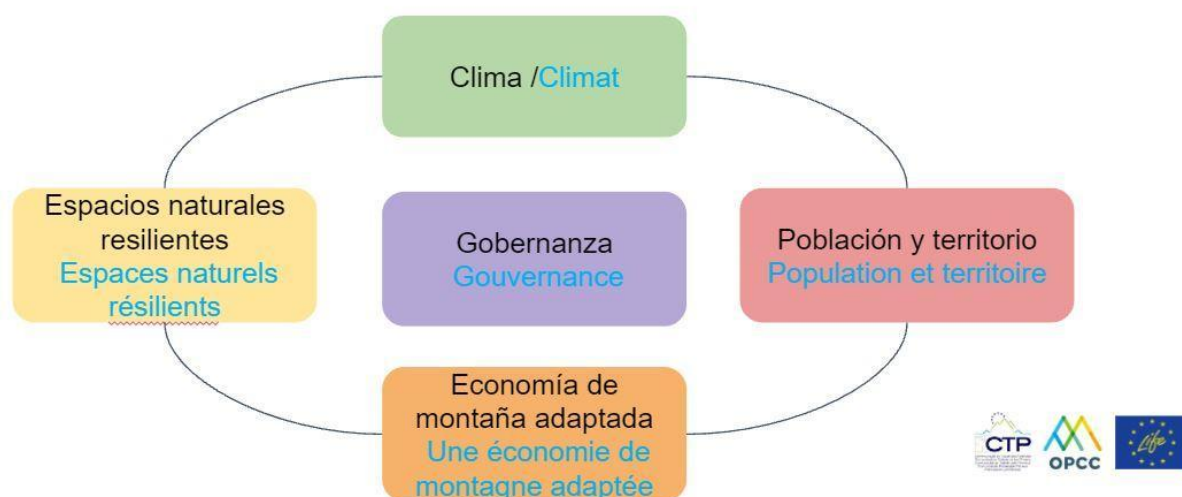 Clima /Climat
Espacios naturales
resilientes
Espaces naturels
résilients
Gobernanza
Gouvernance
Población y territorio
Population et territoire
Economía de
montaña adaptada
Une économie de
montagne adaptée
CTP
OPCC
Life